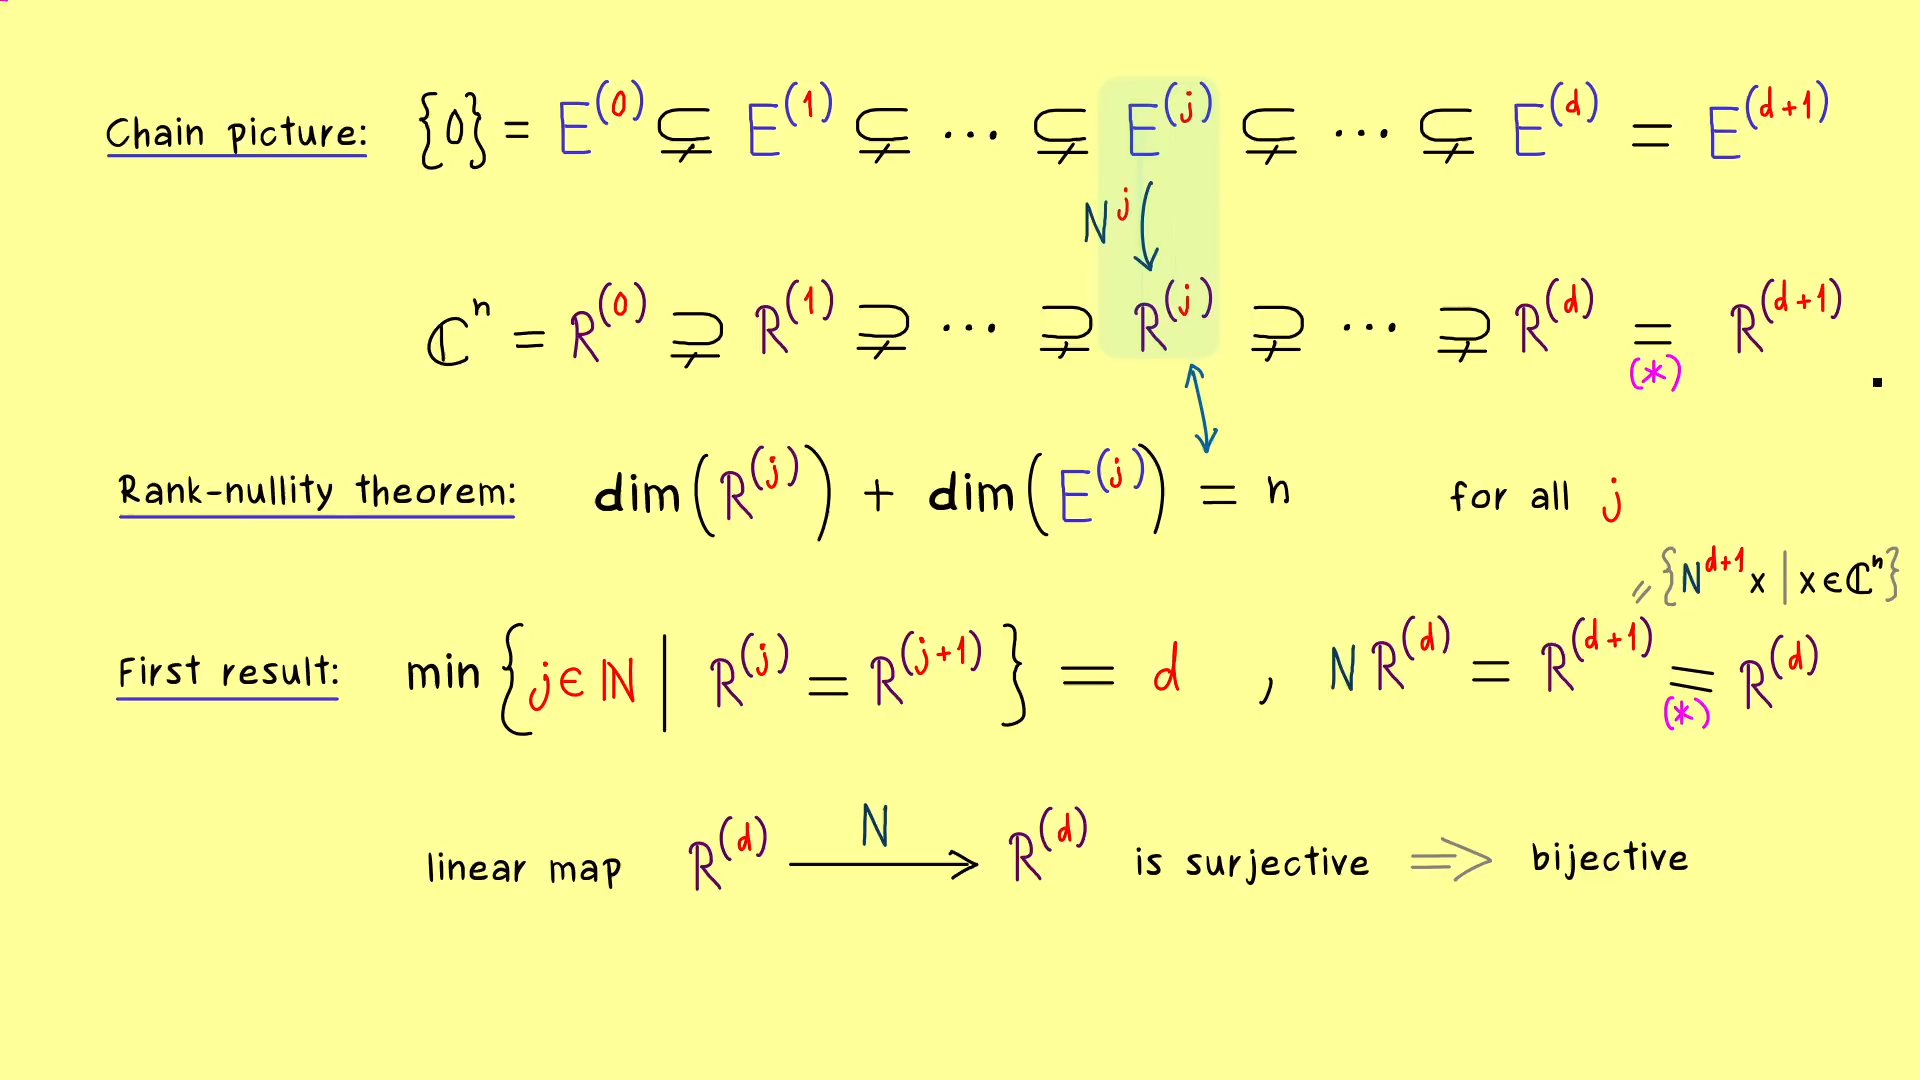 Chain picture: {0} = E^(0) ⊊ E^(1) ⊊ ⋯ ⊊ E^(j) ⊊ ⋯ ⊊ E^(d) = E^(d+1)
N^j
ℂ^n = R^(0) ⊋ R^(1) ⊋ ⋯ ⊋ R^(j) ⊋ ⋯ ⊋ R^(d) = R^(d+1)
(*)
Rank-nullity theorem: dim(R^(j)) + dim(E^(j)) = n for all j
= {N^{d+1} x | x ∈ ℂ^n}
First result: min {j ∈ ℕ | R^(j) = R^(j+1)} = d , N R^(d) = R^(d+1) = R^(d)
(*)
N
linear map R^(d) ⟶ R^(d) is surjective ⟹ bijective